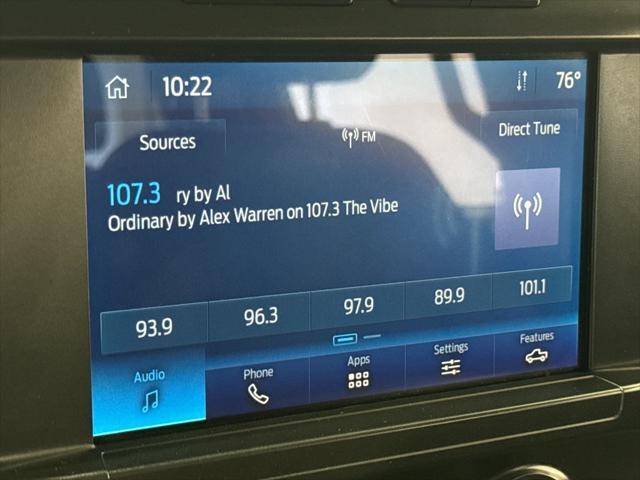 10:22 76°
Sources FM Direct Tune
107.3 ry by Al
Ordinary by Alex Warren on 107.3 The Vibe
93.9 96.3 97.9 89.9 101.1
Audio Phone Apps Settings Features